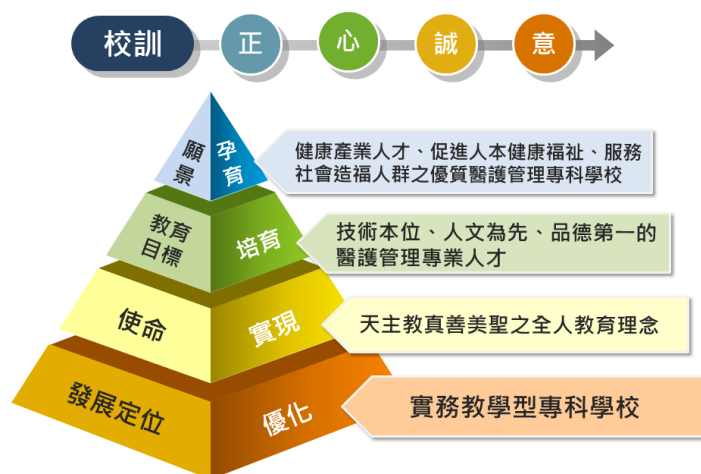 校訓 正 心 誠 意
願景 孕育
健康產業人才、促進人本健康福祉、服務
社會造福人群之優質醫護管理專科學校
教育
目標 培育
技術本位、人文為先、品德第一的
醫護管理專業人才
使命 實現
天主教真善美聖之全人教育理念
發展定位 優化
實務教學型專科學校